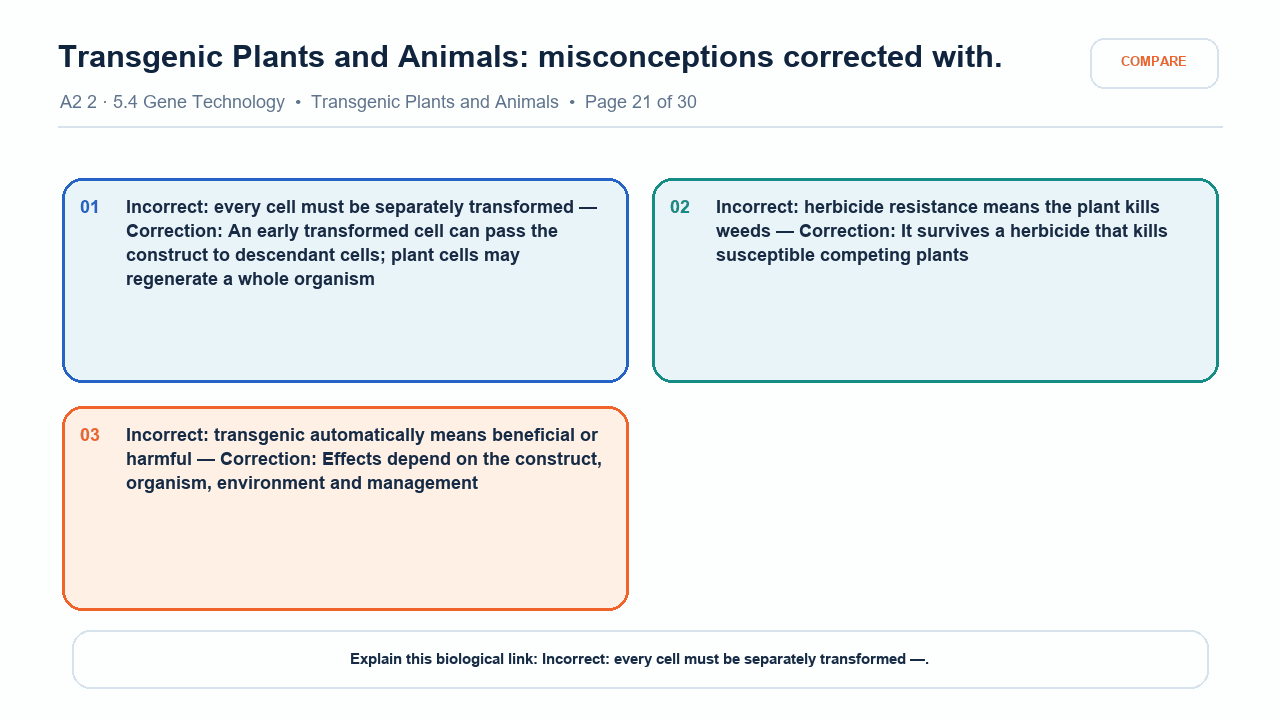 Transgenic Plants and Animals: misconceptions corrected with.
COMPARE
A2 2 · 5.4 Gene Technology • Transgenic Plants and Animals • Page 21 of 30
01
Incorrect: every cell must be separately transformed —
Correction: An early transformed cell can pass the
construct to descendant cells; plant cells may
regenerate a whole organism
02
Incorrect: herbicide resistance means the plant kills
weeds — Correction: It survives a herbicide that kills
susceptible competing plants
03
Incorrect: transgenic automatically means beneficial or
harmful — Correction: Effects depend on the construct,
organism, environment and management
Explain this biological link: Incorrect: every cell must be separately transformed —.